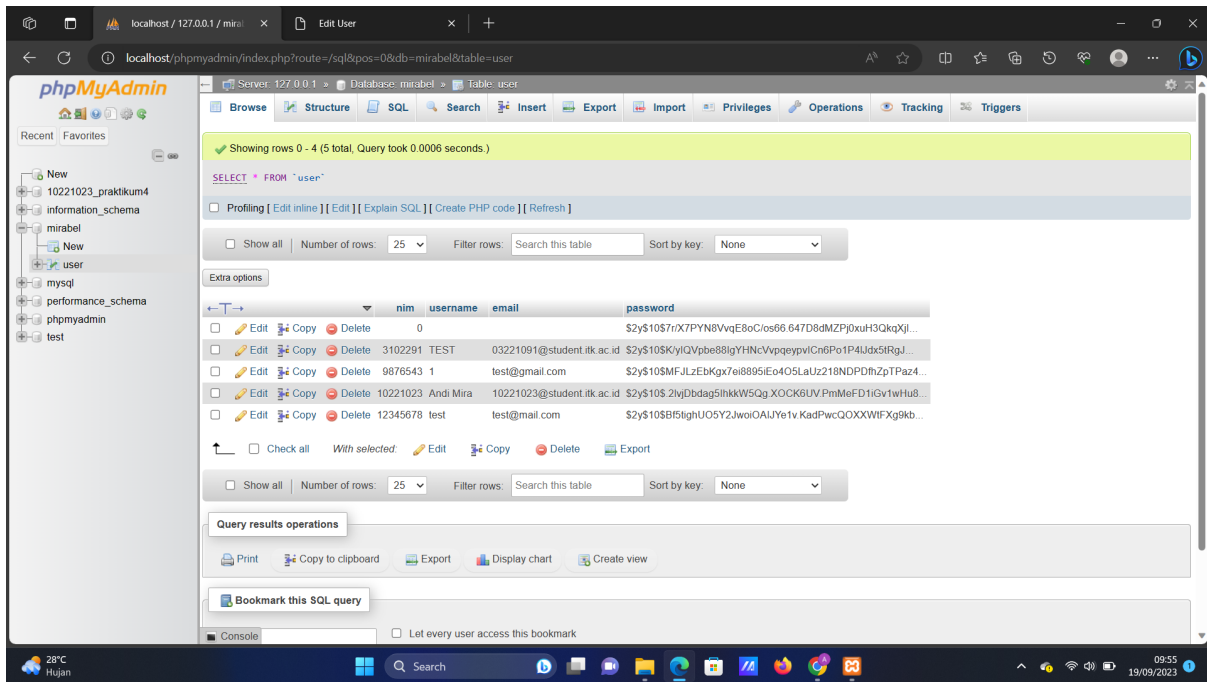 localhost / 127.0.0.1 / miral
Edit User
localhost/phpmyadmin/index.php?route=/sql&pos=0&db=mirabel&table=user
phpMyAdmin
Recent Favorites
New
10221023_praktikum4
information_schema
mirabel
New
user
mysql
performance_schema
phpmyadmin
test
Server: 127.0.0.1 » Database: mirabel » Table: user
Browse Structure SQL Search Insert Export Import Privileges Operations Tracking Triggers
Showing rows 0 - 4 (5 total, Query took 0.0006 seconds.)
SELECT * FROM `user`
Profiling [ Edit inline ] [ Edit ] [ Explain SQL ] [ Create PHP code ] [ Refresh ]
Show all Number of rows: 25 Filter rows: Search this table Sort by key: None
Extra options
←T→ nim username email password
Edit Copy Delete 0
Edit Copy Delete 3102291 TEST 03221091@student.itk.ac.id
Edit Copy Delete 9876543 1 test@gmail.com
Edit Copy Delete 10221023 Andi Mira 10221023@student.itk.ac.id
Edit Copy Delete 12345678 test test@mail.com
Check all With selected: Edit Copy Delete Export
Show all Number of rows: 25 Filter rows: Search this table Sort by key: None
Query results operations
Print Copy to clipboard Export Display chart Create view
Bookmark this SQL query
Console
Let every user access this bookmark
28°C
Hujan
Search
09:55
19/09/2023
1